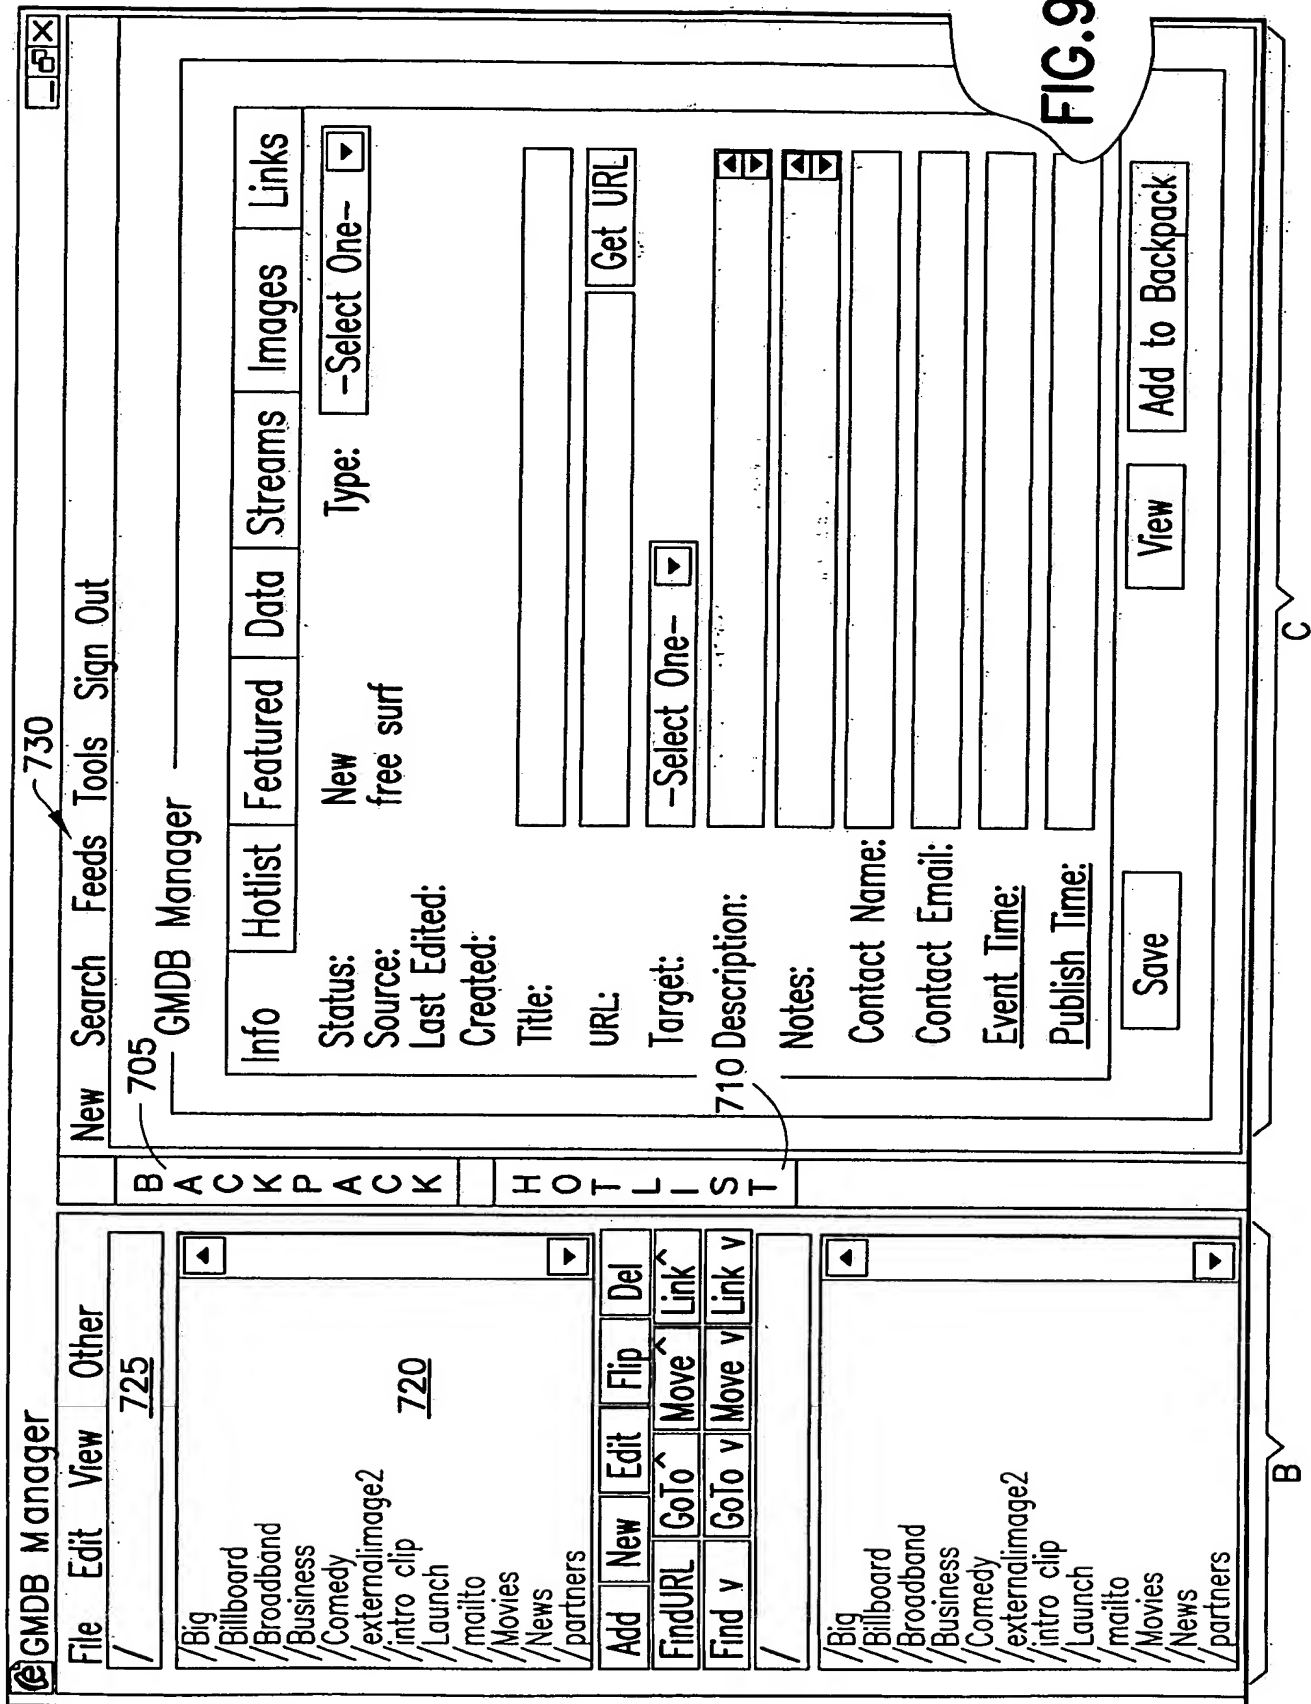 GMDB Manager
File Edit View Other
/ 725
/Big
/Billboard
/Broadband
/Business
/Comedy
/externalimage2
/intro clip
/Launch
/mailto
/Movies
/News
/partners
720
Add New Edit Flip Del
FindURL GoTo^ Move^ Link^
Find v GoTo v Move v Link v
/
/Big
/Billboard
/Broadband
/Business
/Comedy
/externalimage2
/intro clip
/Launch
/mailto
/Movies
/News
/partners
B
BACKPACK
705
HOTLIST
710
730
New Search Feeds Tools Sign Out
GMDB Manager
Info Hotlist Featured Data Streams Images Links
Status: New Type: -Select One-
Source: free surf
Last Edited:
Created:
Title:
URL: Get URL
Target: -Select One-
Description:
Notes:
Contact Name:
Contact Email:
Event Time:
Publish Time:
Save View Add to Backpack
C
FIG.9